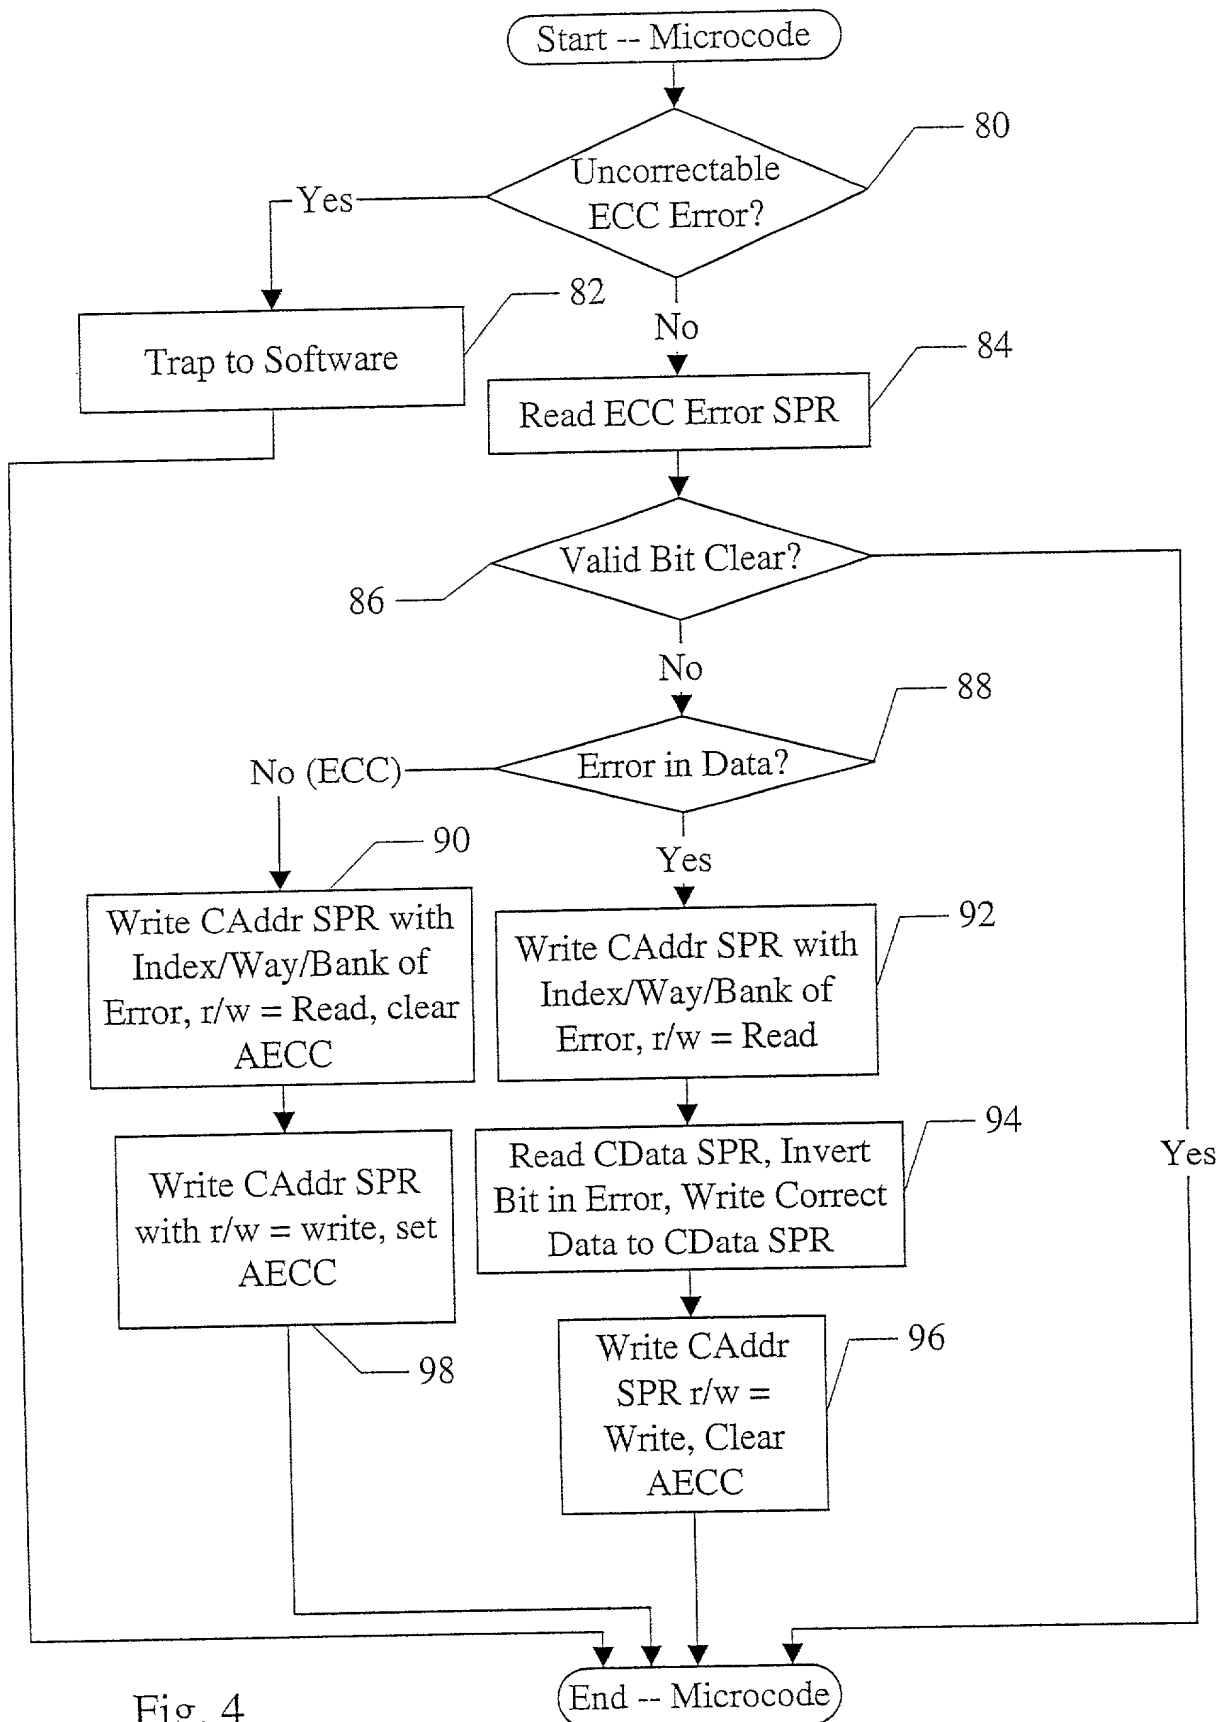 Start -- Microcode
80
Uncorrectable
ECC Error?
Yes
82
Trap to Software
No
84
Read ECC Error SPR
Valid Bit Clear?
86
No
88
Error in Data?
No (ECC)
90
Yes
Write CAddr SPR with
Index/Way/Bank of
Error, r/w = Read, clear
AECC
92
Write CAddr SPR with
Index/Way/Bank of
Error, r/w = Read
94
Read CData SPR, Invert
Bit in Error, Write Correct
Data to CData SPR
Yes
Write CAddr SPR
with r/w = write, set
AECC
98
96
Write CAddr
SPR r/w =
Write, Clear
AECC
End -- Microcode
Fig. 4